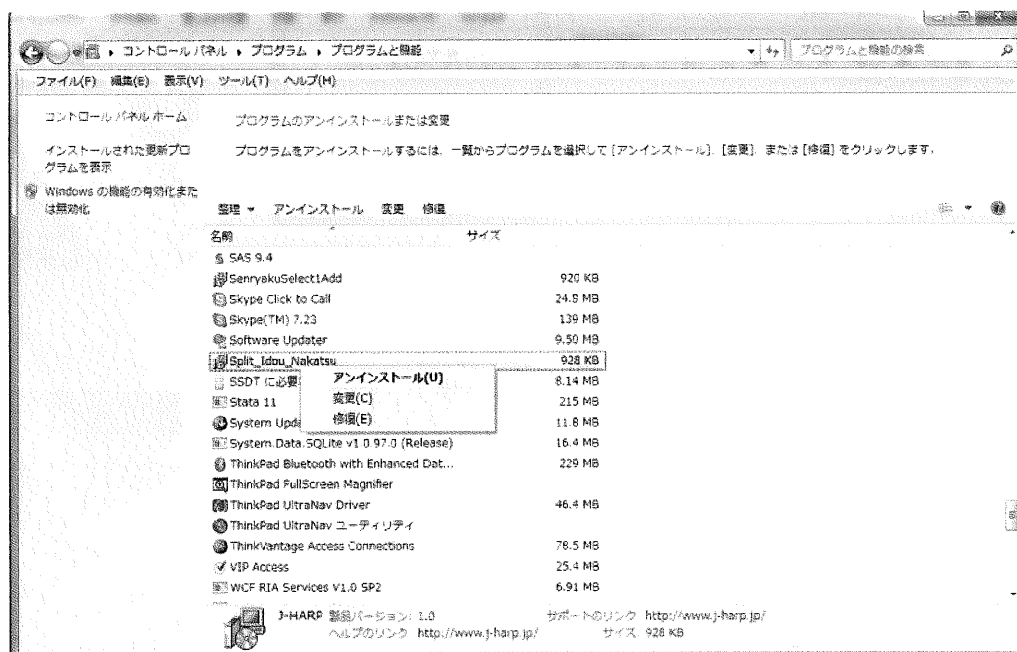 コントロール パネル ▸ プログラム ▸ プログラムと機能
プログラムと機能の検索
ファイル(F) 編集(E) 表示(V) ツール(T) ヘルプ(H)
コントロール パネル ホーム
インストールされた更新プログラムを表示
Windows の機能の有効化または無効化
プログラムのアンインストールまたは変更
プログラムをアンインストールするには、一覧からプログラムを選択して [アンインストール]、[変更]、または [修復] をクリックします。
整理 ▼ アンインストール 変更 修復
名前 サイズ
SAS 9.4
SenryakuSelect1Add 920 KB
Skype Click to Call 24.8 MB
Skype(TM) 7.23 139 MB
Software Updater 9.50 MB
Split_Idou_Nakatsu 928 KB
SSDT に必要 8.14 MB
Stata 11 215 MB
System Upda 11.8 MB
System.Data.SQLite v1.0.97.0 (Release) 16.4 MB
ThinkPad Bluetooth with Enhanced Dat... 229 MB
ThinkPad FullScreen Magnifier
ThinkPad UltraNav Driver 46.4 MB
ThinkPad UltraNav ユーティリティ
ThinkVantage Access Connections 78.5 MB
VIP Access 25.4 MB
WCF RIA Services V1.0 SP2 6.91 MB
アンインストール(U)
変更(C)
修復(E)
J-HARP 製品バージョン: 1.0 サポートのリンク http://www.j-harp.jp/
ヘルプのリンク http://www.j-harp.jp/ サイズ 928 KB